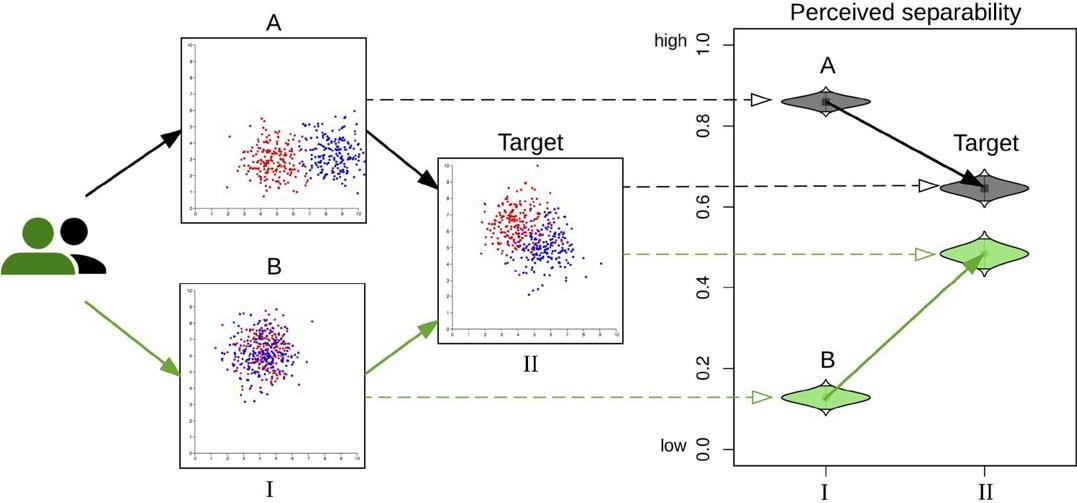 A
Perceived separability
high
1.0
A
0.8
Target
Target
0.6
B
II
0.4
B
0.2
low
0.0
I
I
II